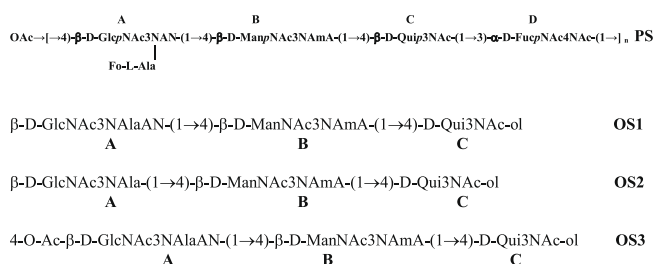 A B C D
OAc→[→4)-β-D-GlcpNAc3NAN-(1→4)-β-D-ManpNAc3NAmA-(1→4)-β-D-Quip3NAc-(1→3)-α-D-FucpNAc4NAc-(1→]n PS
Fo-L-Ala
β-D-GlcNAc3NAlaAN-(1→4)-β-D-ManNAc3NAmA-(1→4)-D-Qui3NAc-ol OS1
A B C
β-D-GlcNAc3NAla-(1→4)-β-D-ManNAc3NAmA-(1→4)-D-Qui3NAc-ol OS2
A B C
4-O-Ac-β-D-GlcNAc3NAlaAN-(1→4)-β-D-ManNAc3NAmA-(1→4)-D-Qui3NAc-ol OS3
A B C